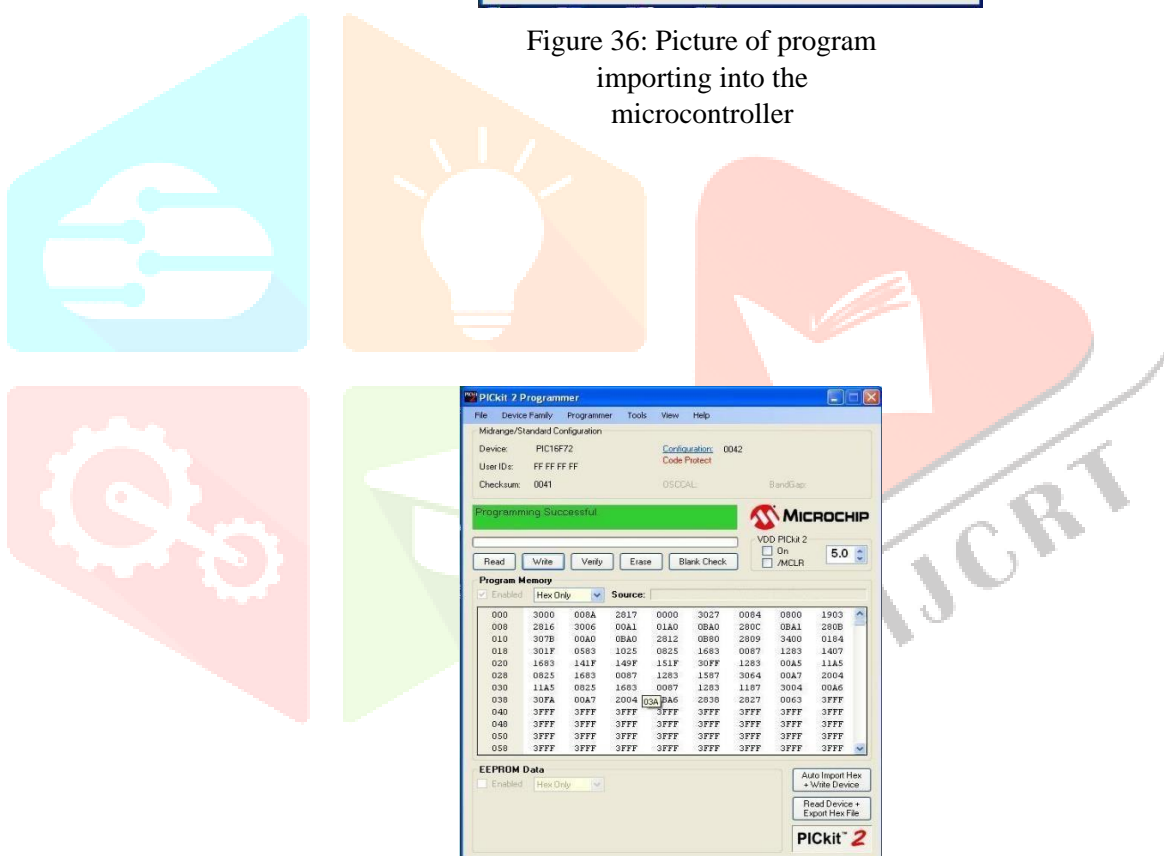 Figure 36: Picture of program
importing into the
microcontroller
PICkit 2 Programmer
File Device Family Programmer Tools View Help
Midrange/Standard Configuration
Device: PIC16F72 Configuration: 0042
User IDs: FF FF FF FF Code Protect
Checksum: 0041 OSCCAL: BandGap:
Programming Successful
MICROCHIP
VDD PICkit 2
On
/MCLR
5.0
Read Write Verify Erase Blank Check
Program Memory
Enabled Hex Only Source:
000 3000 008A 2817 0000 3027 0084 0800 1903
008 2816 3006 00A1 01A0 0BA0 280C 0BA1 280B
010 307B 00A0 0BA0 2812 0B80 2809 3400 0184
018 301F 0583 1025 0825 1683 0087 1283 1407
020 1683 141F 149F 151F 30FF 1283 00A5 11A5
028 0825 1683 0087 1283 1587 3064 00A7 2004
030 11A5 0825 1683 0087 1283 1187 3004 00A6
038 30FA 00A7 2004 03A BA6 2838 2827 0063 3FFF
040 3FFF 3FFF 3FFF 3FFF 3FFF 3FFF 3FFF 3FFF
048 3FFF 3FFF 3FFF 3FFF 3FFF 3FFF 3FFF 3FFF
050 3FFF 3FFF 3FFF 3FFF 3FFF 3FFF 3FFF 3FFF
058 3FFF 3FFF 3FFF 3FFF 3FFF 3FFF 3FFF 3FFF
EEPROM Data
Enabled Hex Only
Auto Import Hex
+ Write Device
Read Device +
Export Hex File
PICkit™ 2
IJCRT